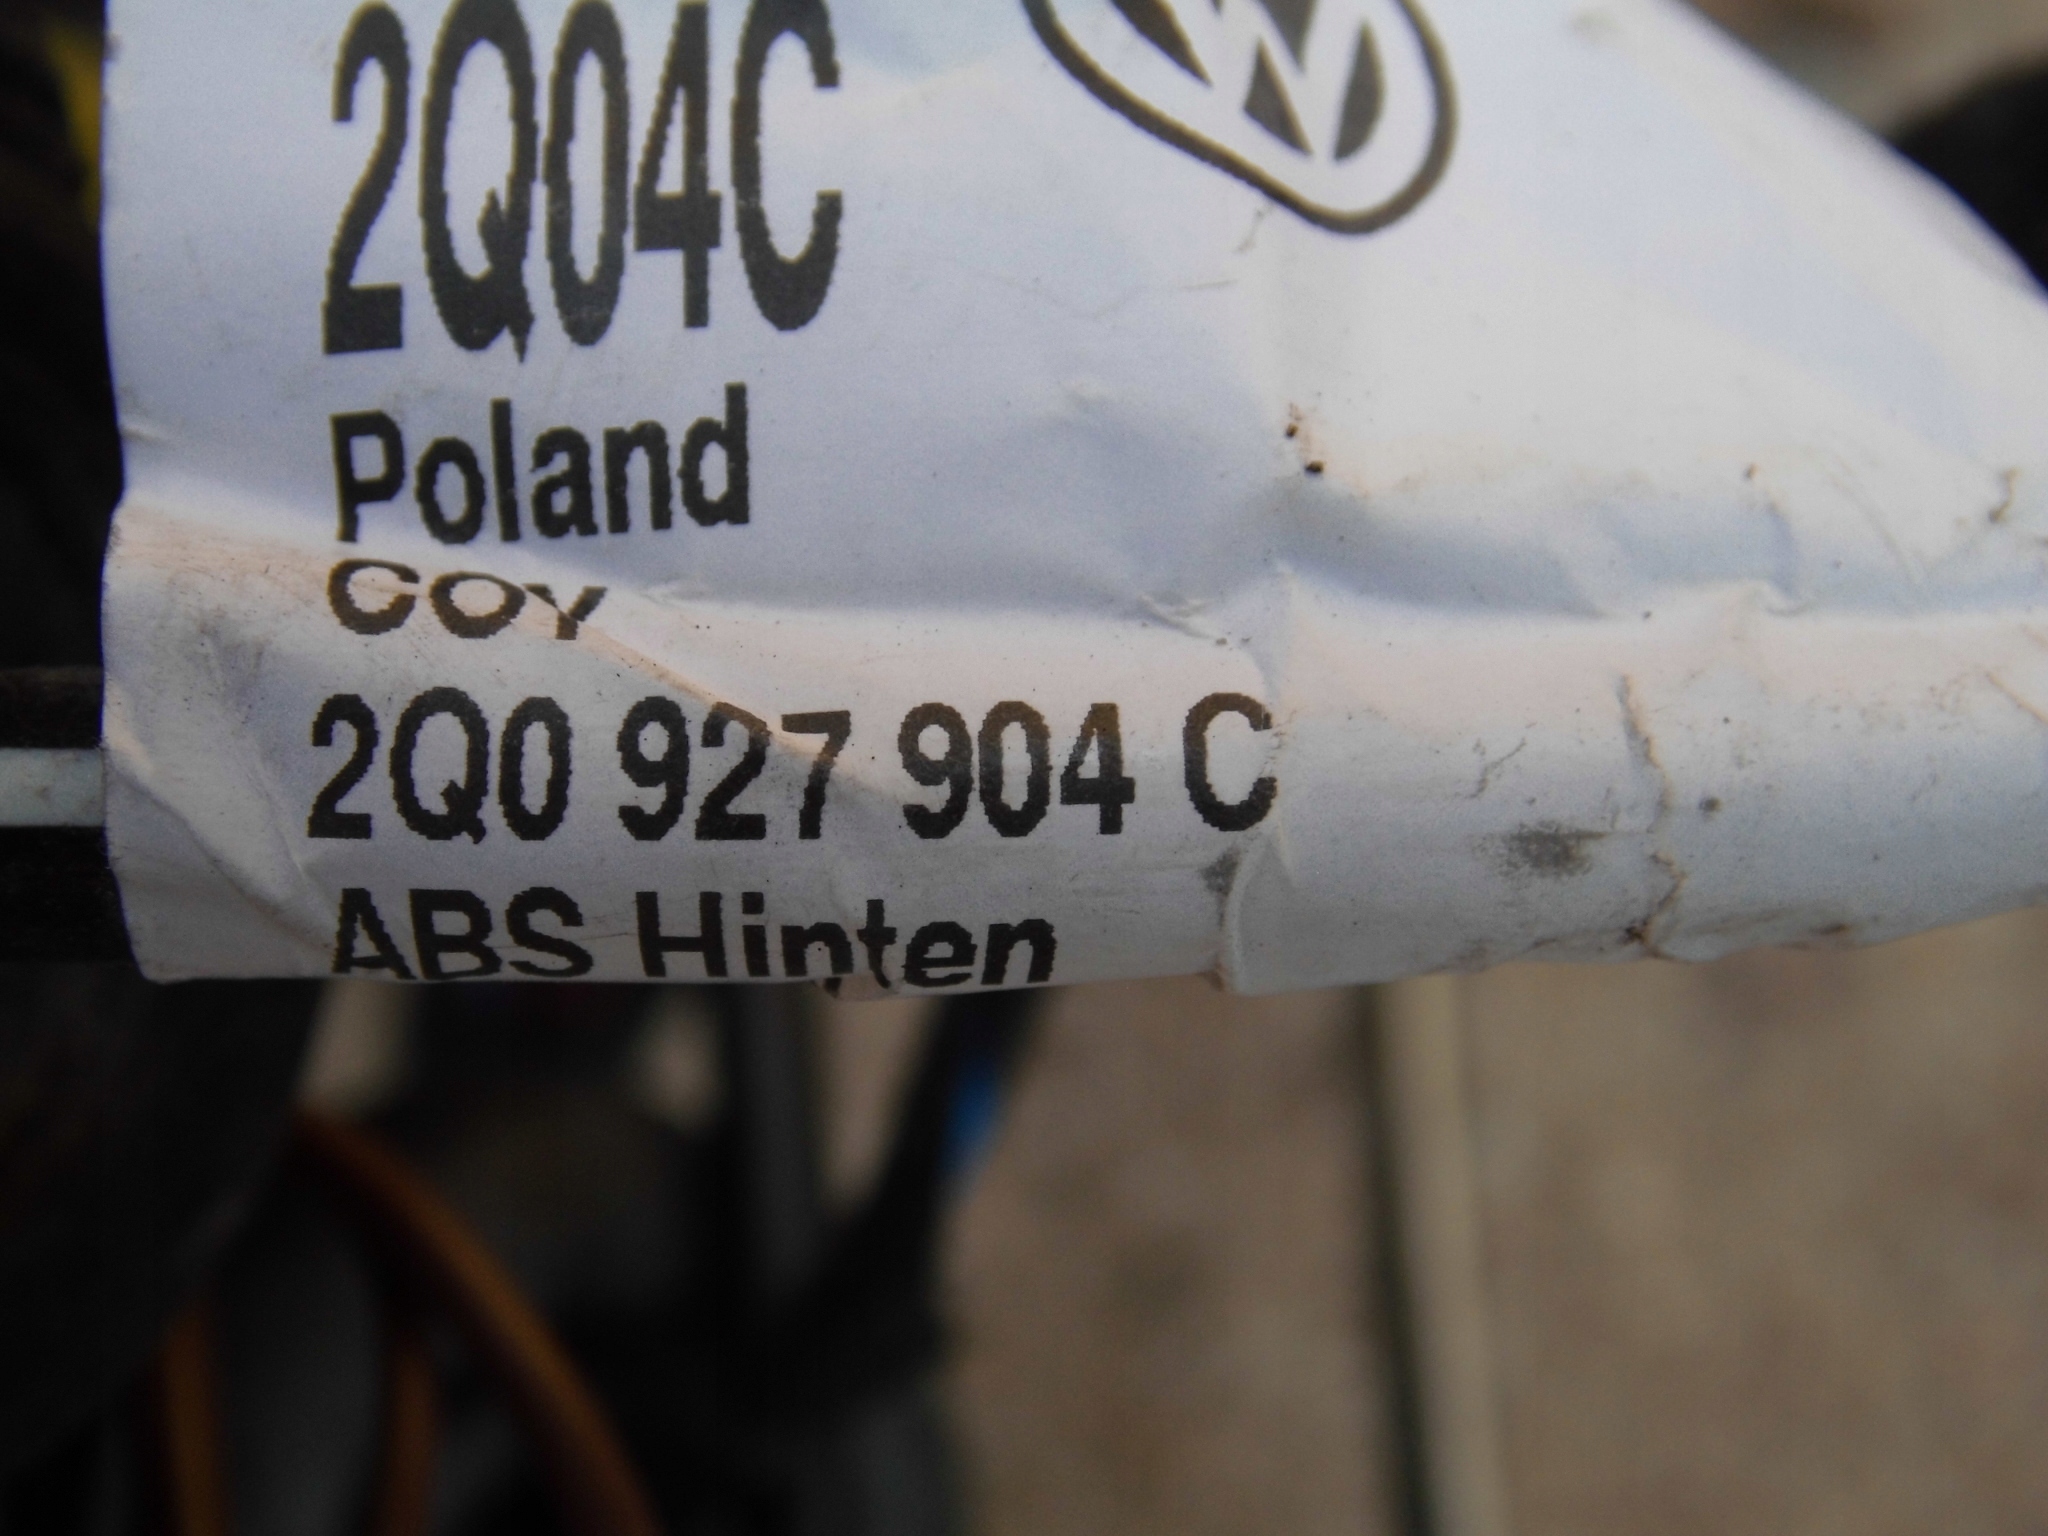 2Q04C
Poland
COY
2Q0 927 904 C
ABS Hinten